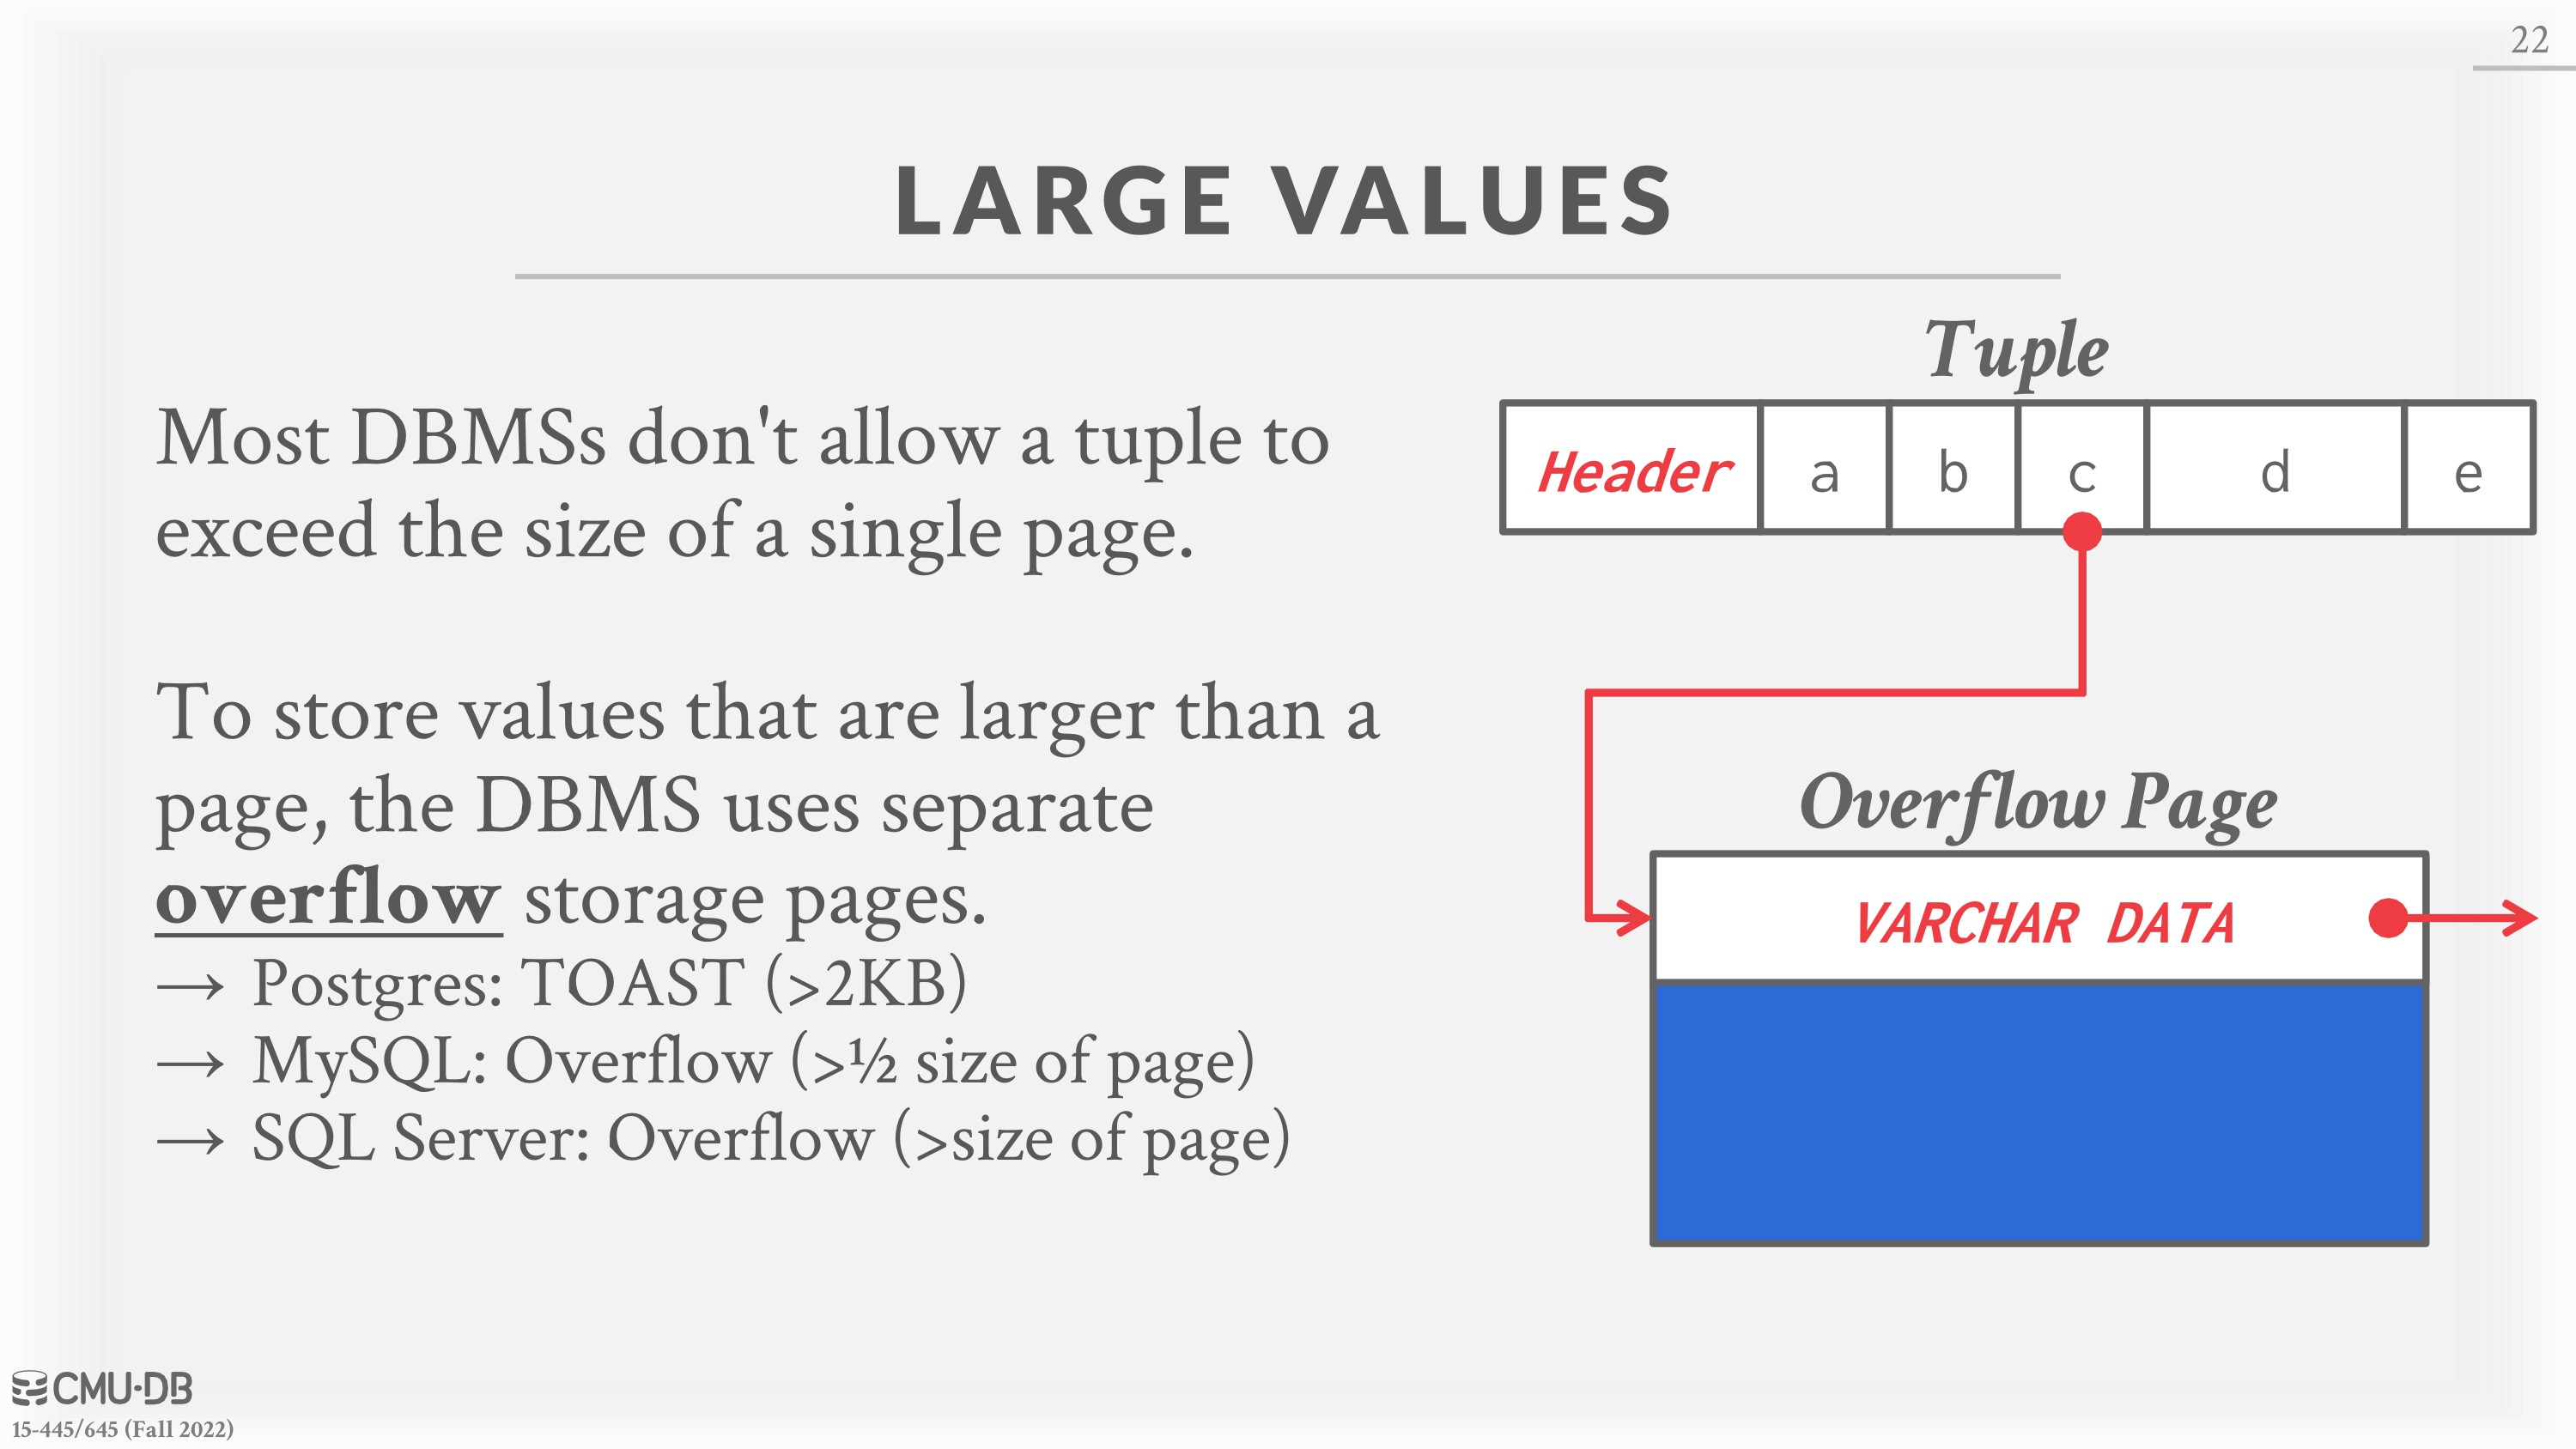 22
LARGE VALUES
Most DBMSs don't allow a tuple to
exceed the size of a single page.
To store values that are larger than a
page, the DBMS uses separate
overflow storage pages.
→ Postgres: TOAST (>2KB)
→ MySQL: Overflow (>½ size of page)
→ SQL Server: Overflow (>size of page)
Tuple
Header a b c d e
Overflow Page
VARCHAR DATA
CMU·DB
15-445/645 (Fall 2022)